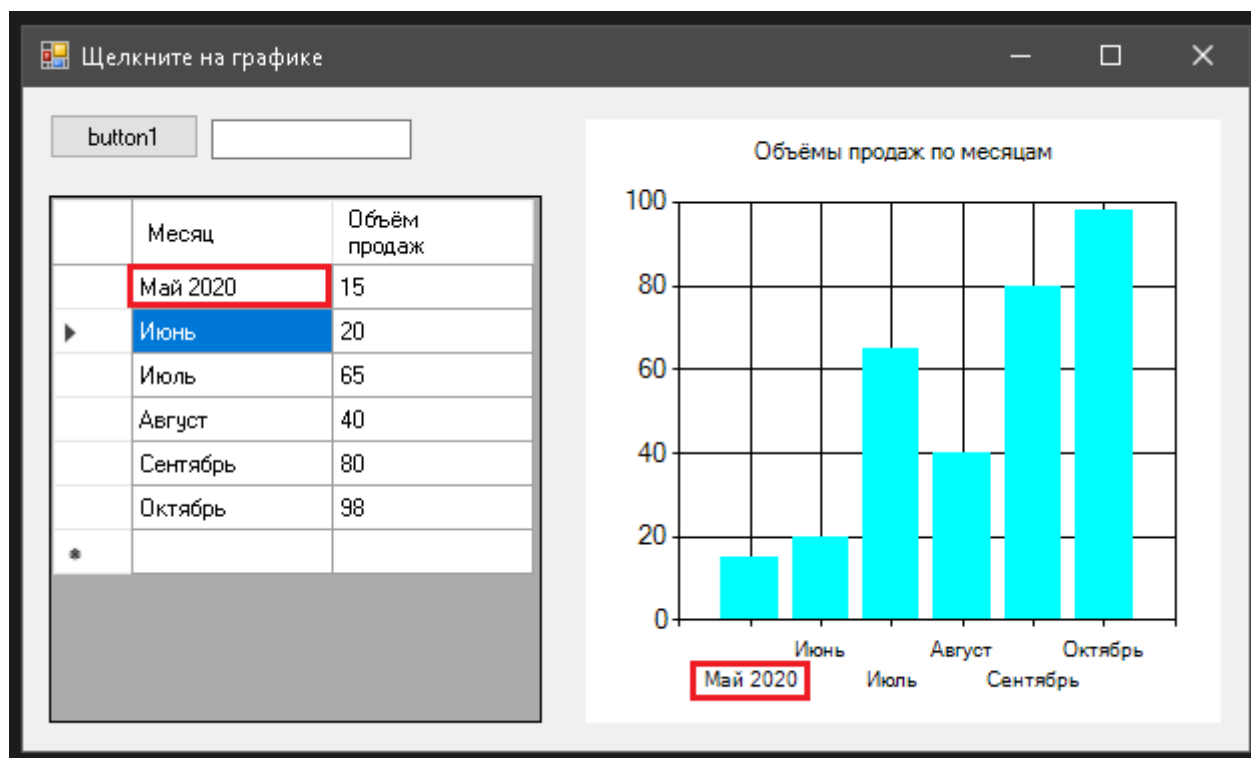 Щелкните на графике
button1
Месяц
Объём
продаж
Май 2020 15
Июнь 20
Июль 65
Август 40
Сентябрь 80
Октябрь 98
Объёмы продаж по месяцам
100
80
60
40
20
0
Июнь Август Октябрь
Май 2020 Июль Сентябрь